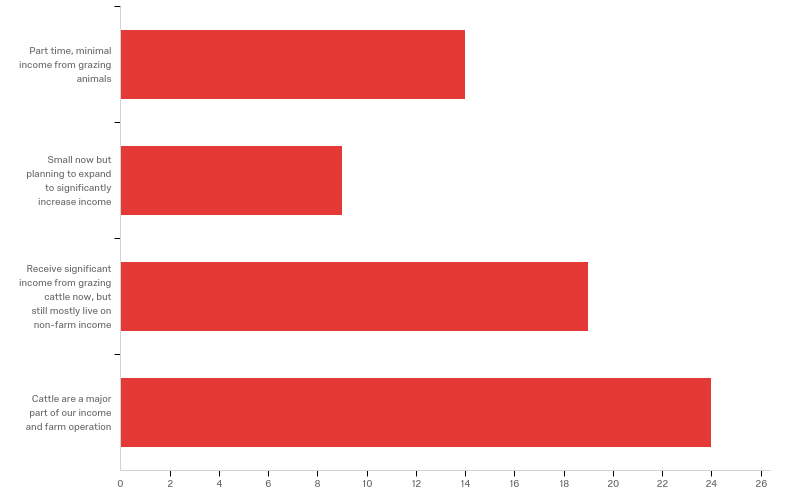 Part time, minimal
income from grazing
animals
Small now but
planning to expand
to significantly
increase income
Receive significant
income from grazing
cattle now, but
still mostly live on
non-farm income
Cattle are a major
part of our income
and farm operation
0 2 4 6 8 10 12 14 16 18 20 22 24 26